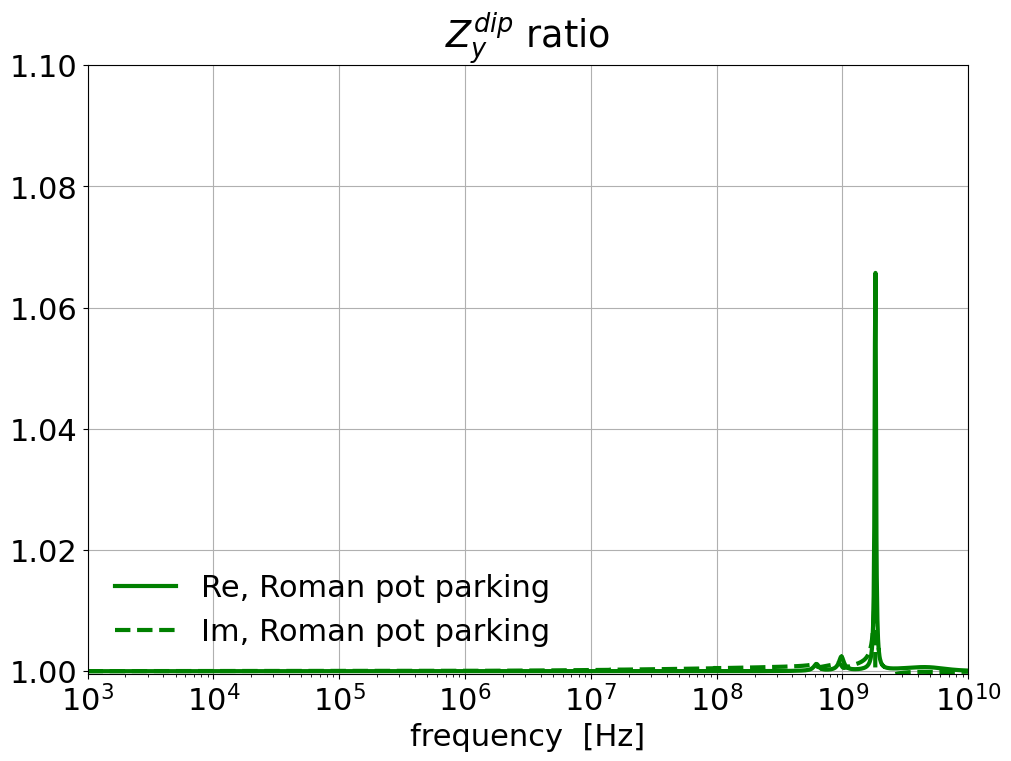 Z_y^{dip} ratio
1.10
1.08
1.06
1.04
1.02
1.00
Re, Roman pot parking
Im, Roman pot parking
10^3 10^4 10^5 10^6 10^7 10^8 10^9 10^10
frequency [Hz]